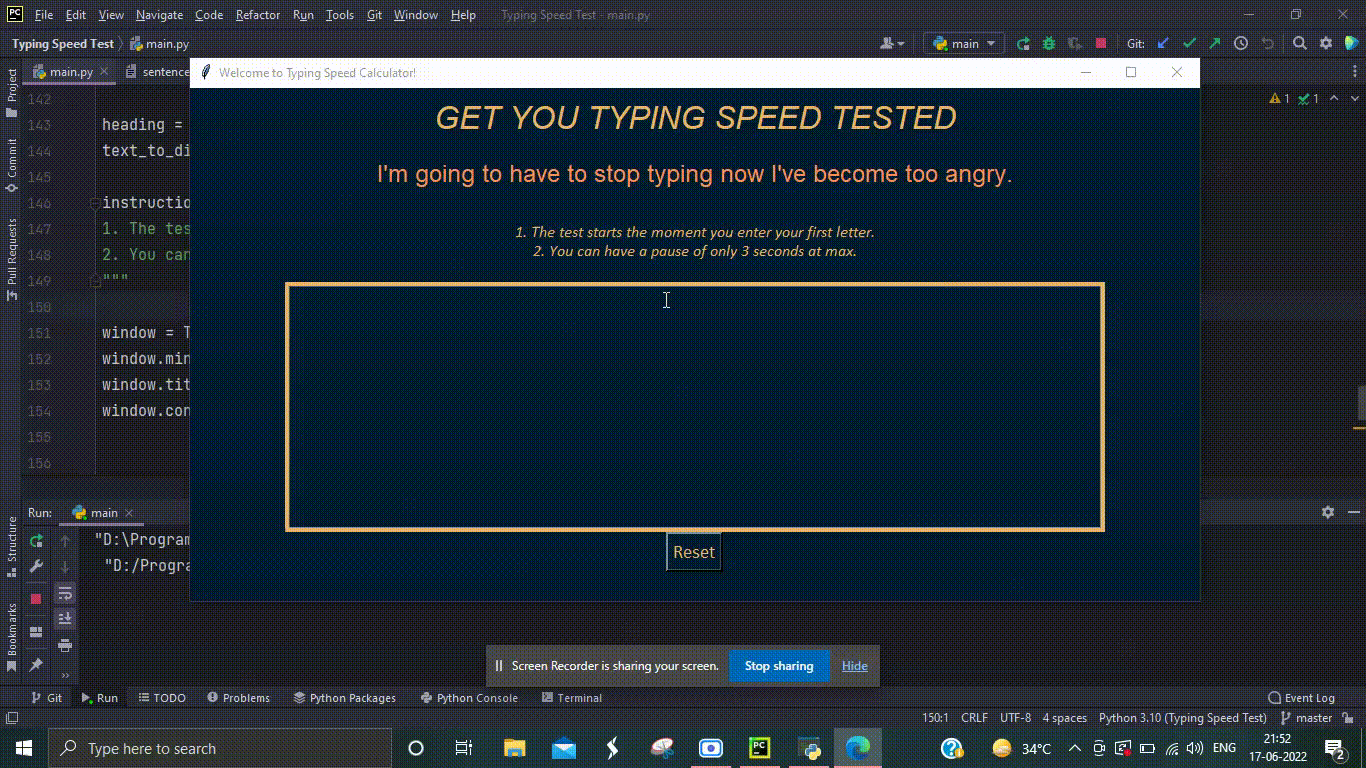 File Edit View Navigate Code Refactor Run Tools Git Window Help Typing Speed Test - main.py
Typing Speed Test main.py main Git:
Project
Commit
Pull Requests
Structure
Bookmarks
main.py sentence
1 1
142
143 heading =
144 text_to_di
145
146 instructio
147 1. The tes
148 2. You can
149 """
150
151 window = T
152 window.min
153 window.tit
154 window.con
155
156
Welcome to Typing Speed Calculator!
GET YOU TYPING SPEED TESTED
I'm going to have to stop typing now I've become too angry.
1. The test starts the moment you enter your first letter.
2. You can have a pause of only 3 seconds at max.
Reset
Run: main
"D:\Program
"D:/Progra
Screen Recorder is sharing your screen. Stop sharing Hide
Git Run TODO Problems Python Packages Python Console Terminal Event Log
150:1 CRLF UTF-8 4 spaces Python 3.10 (Typing Speed Test) master
Type here to search
34°C ENG
21:52
17-06-2022
2